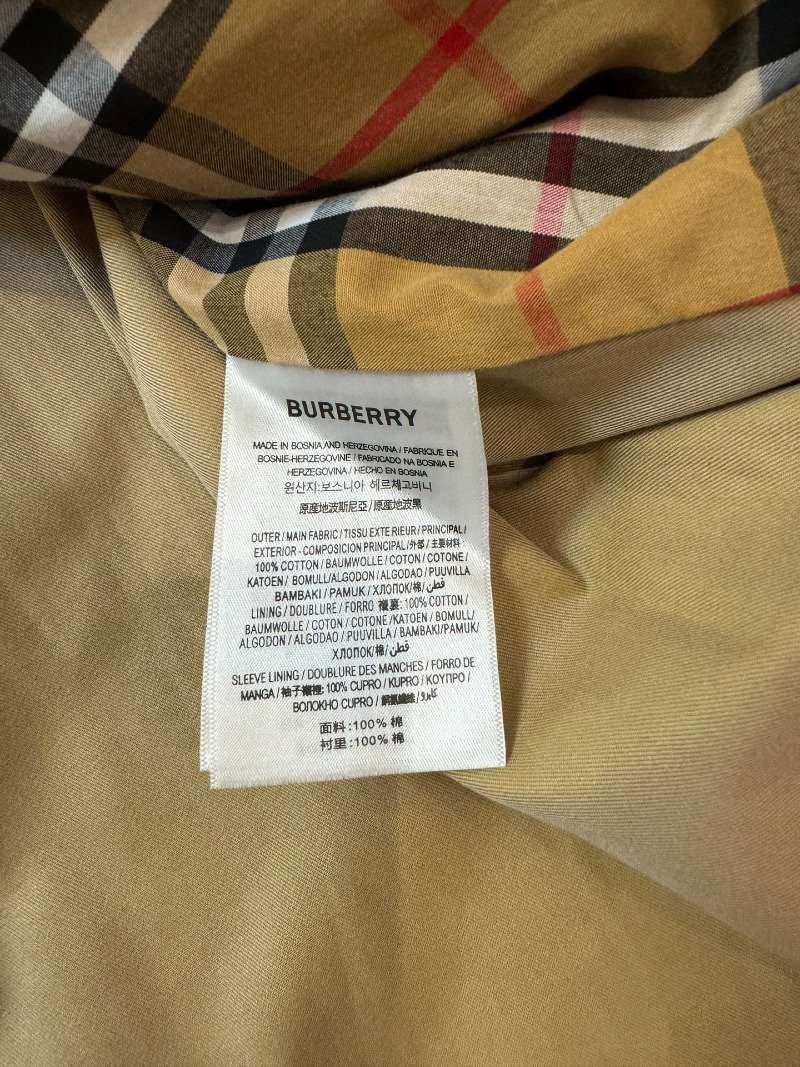 BURBERRY
MADE IN BOSNIA AND HERZEGOVINA / FABRIQUE EN
BOSNIE-HERZEGOVINE / FABRICADO NA BOSNIA E
HERZEGOVINA / HECHO EN BOSNIA
원산지:보스니아 헤르체고비니
原産地波斯尼亞/原産地波黑
OUTER / MAIN FABRIC / TISSU EXTE RIEUR / PRINCIPAL /
EXTERIOR - COMPOSICION PRINCIPAL/外部/主要材料:
100% COTTON / BAUMWOLLE / COTON / COTONE /
KATOEN / BOMULL/ALGODON / ALGODAO / PUUVILLA
BAMBAKI / PAMUK / ХЛОПОК/棉/قطن
LINING / DOUBLURE / FORRO 襯裏: 100% COTTON /
BAUMWOLLE / COTON / COTONE /KATOEN / BOMULL/
ALGODON / ALGODAO / PUUVILLA / BAMBAKI/PAMUK/
ХЛОПОК/棉/قطن
SLEEVE LINING / DOUBLURE DES MANCHES / FORRO DE
MANGA / 袖子襯裡: 100% CUPRO / KUPRO / ΚΟΥΠΡΟ /
ВОЛОКНО CUPRO / /كابرو
面料:100% 棉
衬里:100% 棉